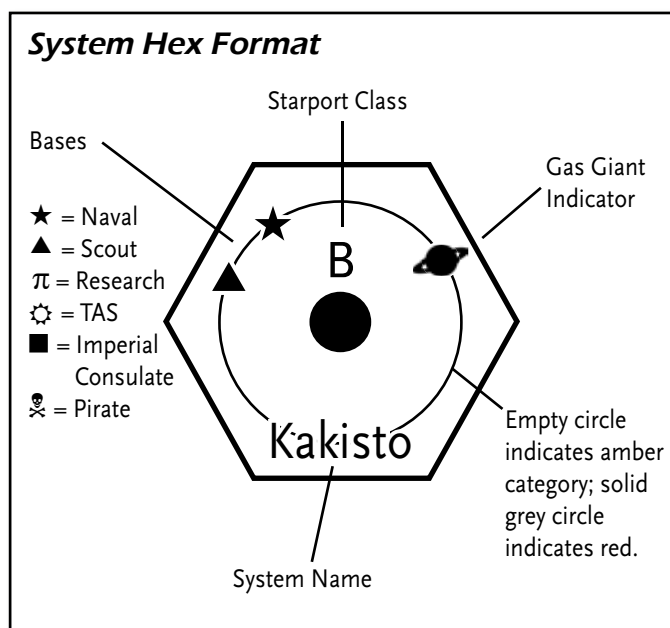 System Hex Format
Starport Class
Bases
Gas Giant
Indicator
★ = Naval
▲ = Scout
π = Research
☼ = TAS
■ = Imperial
Consulate
☠ = Pirate
B
Kakisto
Empty circle
indicates amber
category; solid
grey circle
indicates red.
System Name